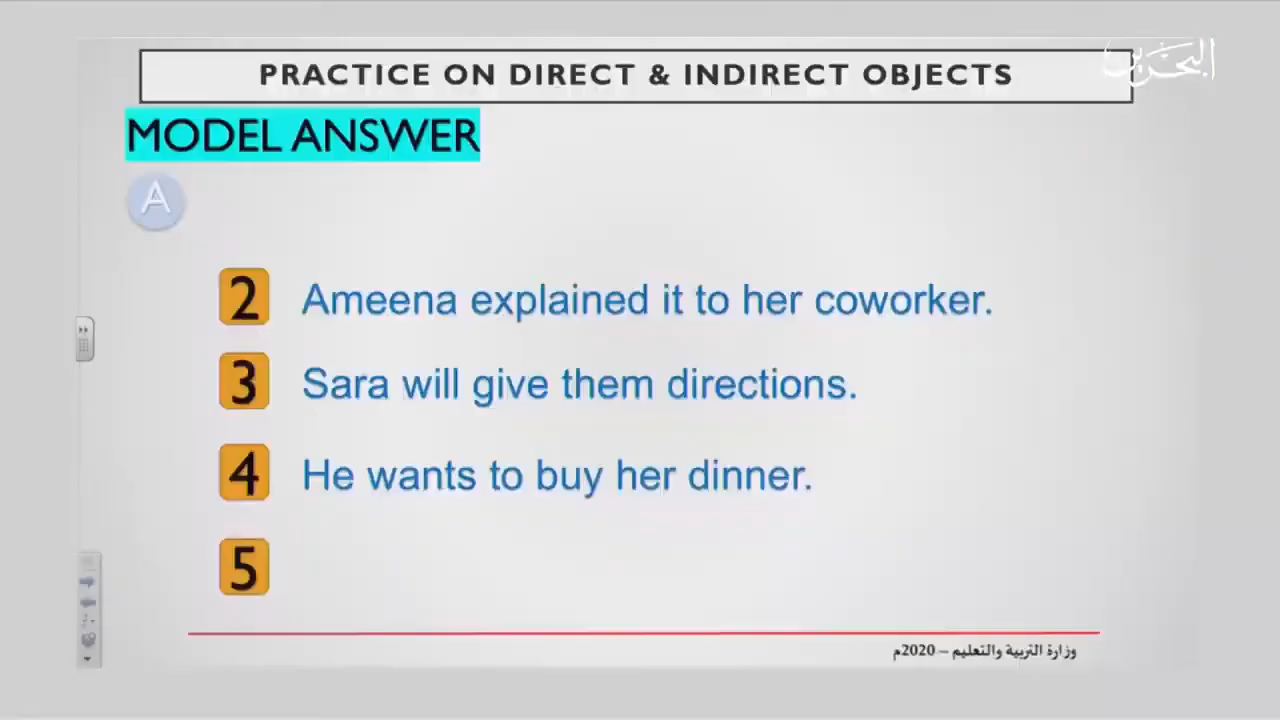 PRACTICE ON DIRECT & INDIRECT OBJECTS
البحرين
MODEL ANSWER
A
2 Ameena explained it to her coworker.
3 Sara will give them directions.
4 He wants to buy her dinner.
5
وزارة التربية والتعليم – 2020م